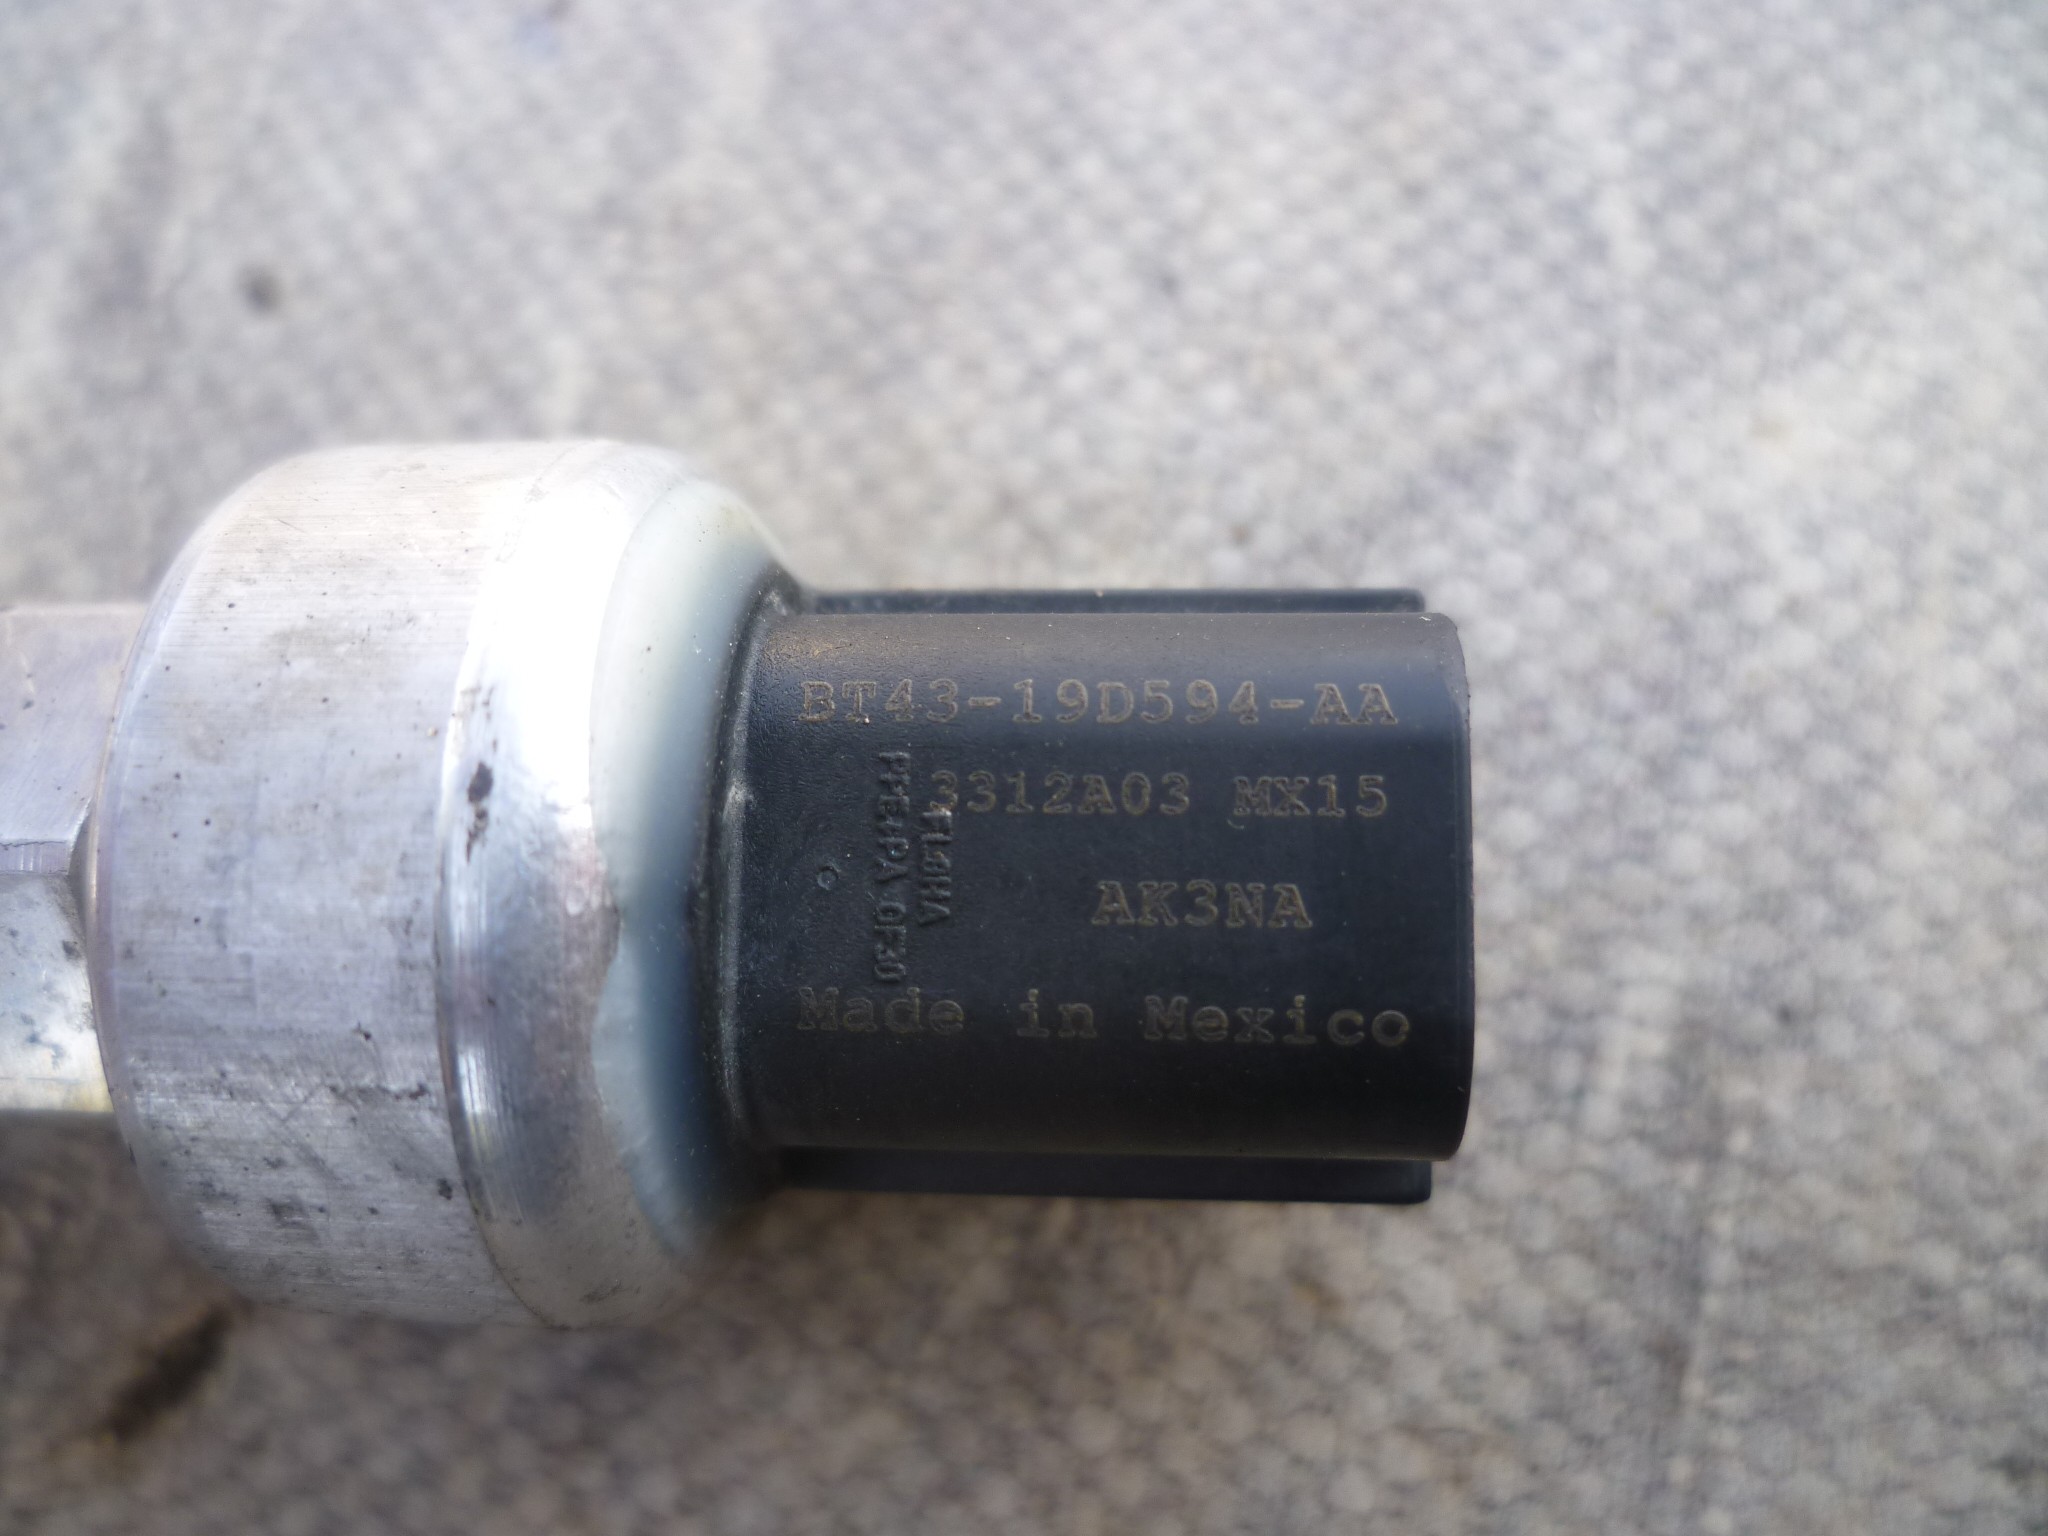 BT43-19D594-AA
3312A03 MX15
AK3NA
Made in Mexico